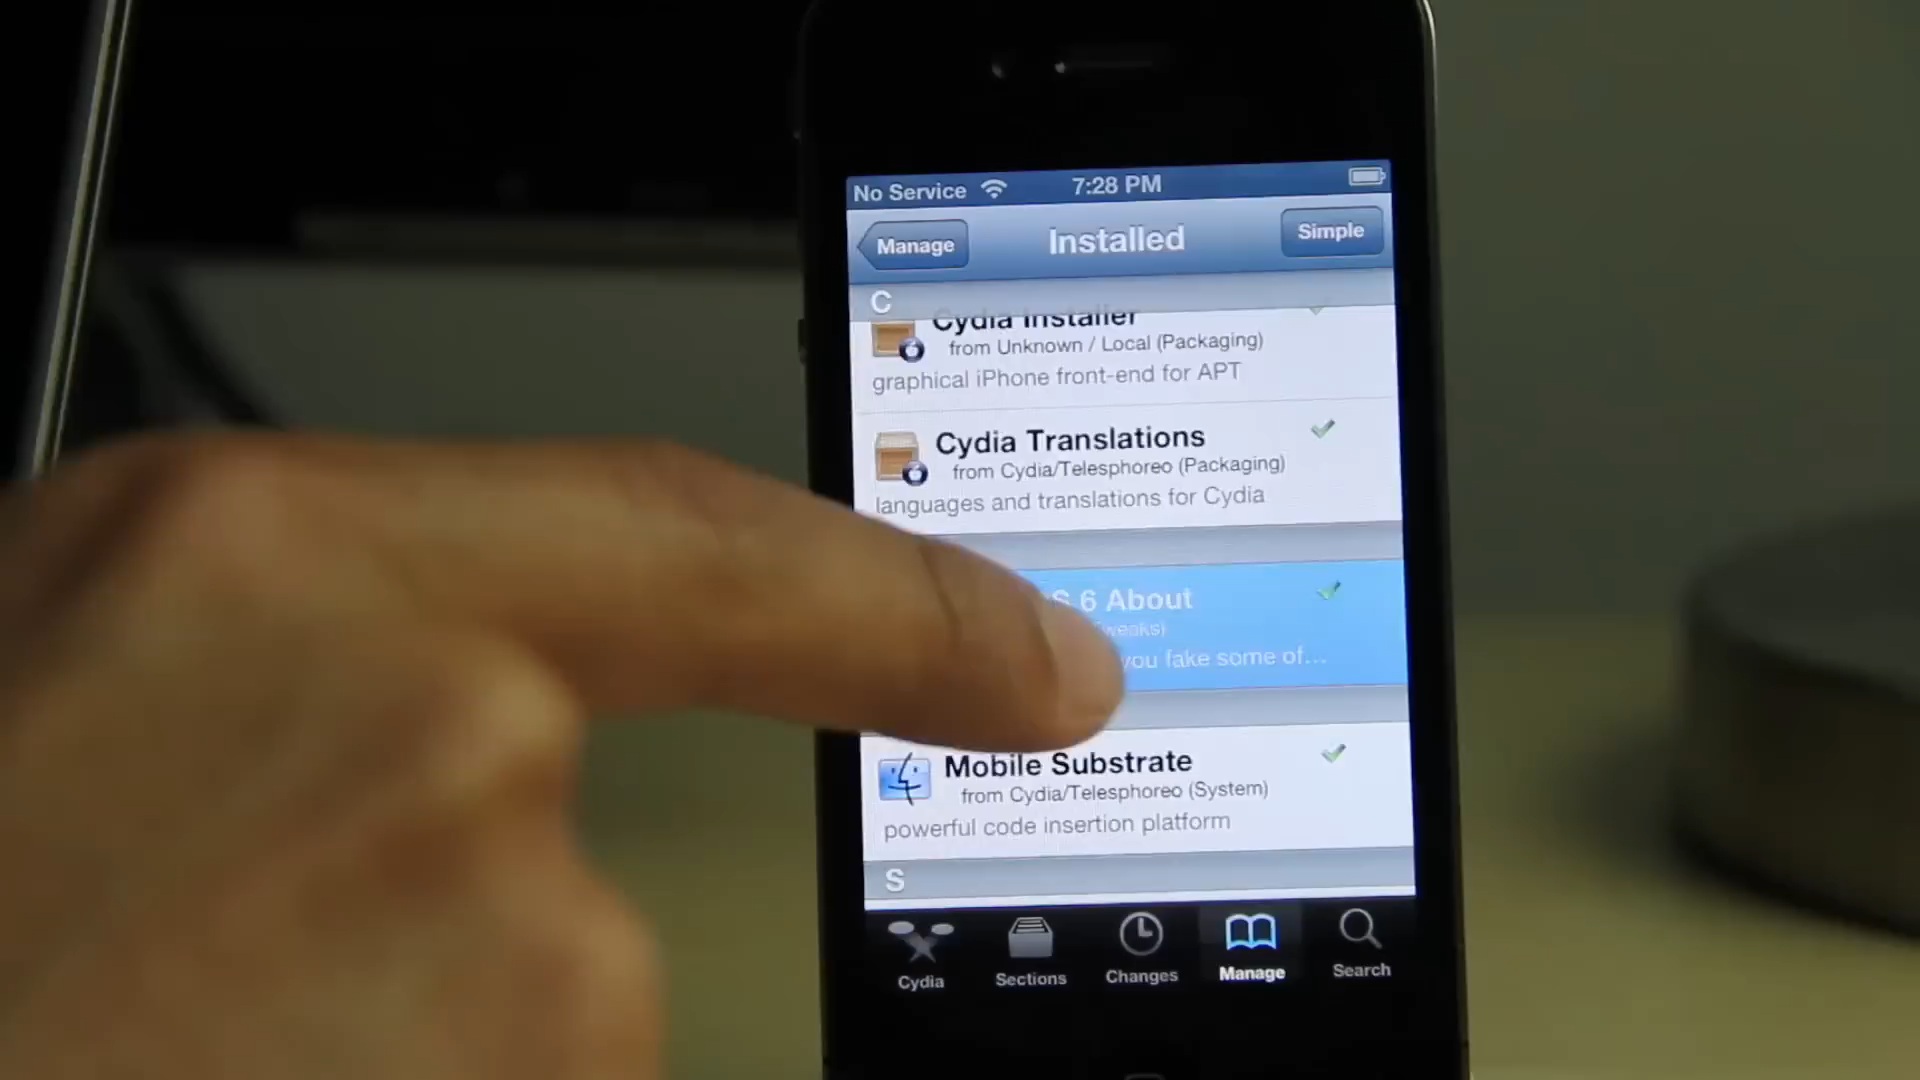 No Service 7:28 PM
Manage Installed Simple
C
Cydia Installer
from Unknown / Local (Packaging)
graphical iPhone front-end for APT
Cydia Translations
from Cydia/Telesphoreo (Packaging)
languages and translations for Cydia
S 6 About
you fake some of...
Mobile Substrate
from Cydia/Telesphoreo (System)
powerful code insertion platform
S
Cydia Sections Changes Manage Search